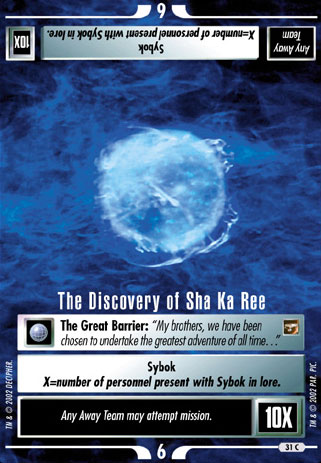 9
Any Away
Team
Sybok
X=number of personnel present with Sybok in lore.
10X
The Discovery of Sha Ka Ree
The Great Barrier: “My brothers, we have been
chosen to undertake the greatest adventure of all time…”
Sybok
X=number of personnel present with Sybok in lore.
Any Away Team may attempt mission.
10X
TM & © 2002 DECIPHER.
TM & © 2002 PAR. PIC.
31 C
6